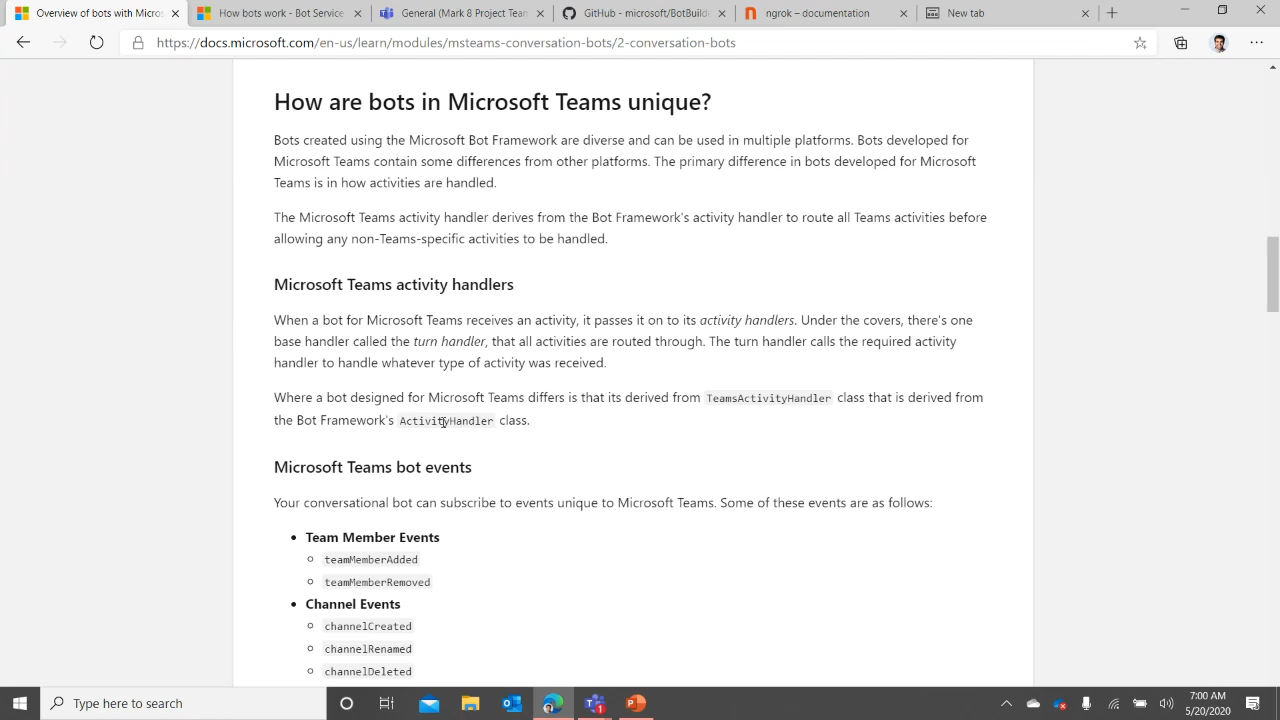 Overview of bots with Micros
How bots work - Bot Service
General (Mark 8 Project Team
GitHub - microsoft/BotBuild
ngrok – documentation
New tab
https://docs.microsoft.com/en-us/learn/modules/msteams-conversation-bots/2-conversation-bots
How are bots in Microsoft Teams unique?
Bots created using the Microsoft Bot Framework are diverse and can be used in multiple platforms. Bots developed for
Microsoft Teams contain some differences from other platforms. The primary difference in bots developed for Microsoft
Teams is in how activities are handled.
The Microsoft Teams activity handler derives from the Bot Framework's activity handler to route all Teams activities before
allowing any non-Teams-specific activities to be handled.
Microsoft Teams activity handlers
When a bot for Microsoft Teams receives an activity, it passes it on to its activity handlers. Under the covers, there's one
base handler called the turn handler, that all activities are routed through. The turn handler calls the required activity
handler to handle whatever type of activity was received.
Where a bot designed for Microsoft Teams differs is that its derived from TeamsActivityHandler class that is derived from
the Bot Framework's ActivityHandler class.
Microsoft Teams bot events
Your conversational bot can subscribe to events unique to Microsoft Teams. Some of these events are as follows:
• Team Member Events
○ teamMemberAdded
○ teamMemberRemoved
• Channel Events
○ channelCreated
○ channelRenamed
○ channelDeleted
Type here to search
7:00 AM
5/20/2020